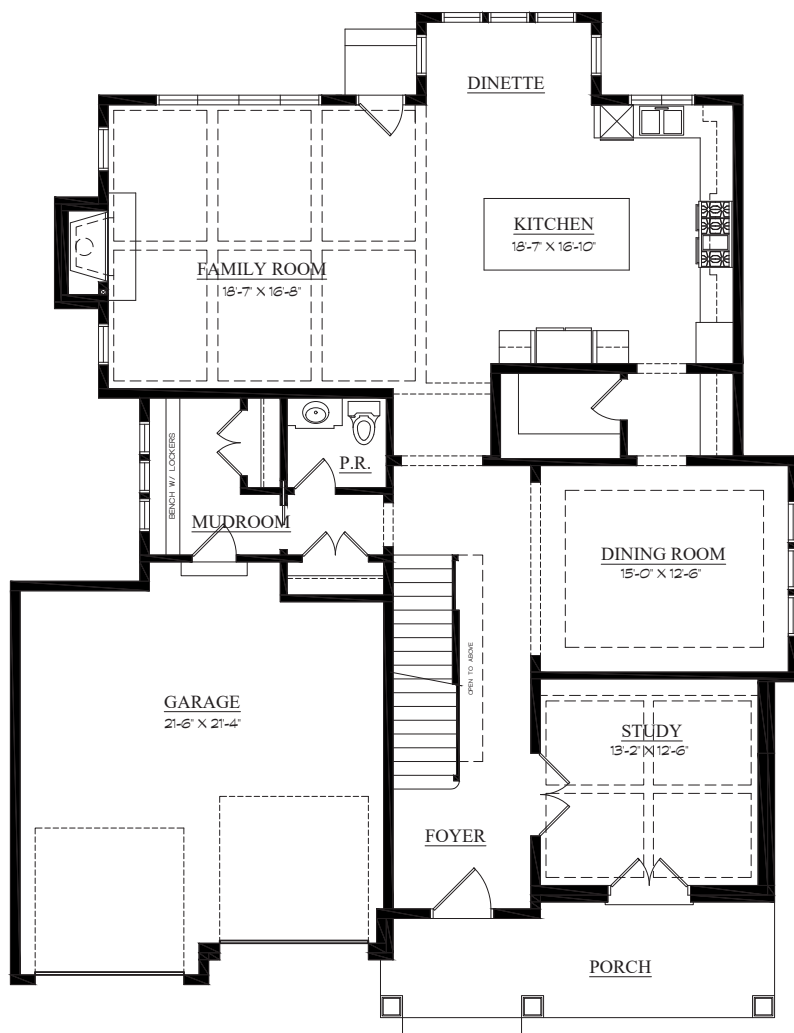 DINETTE
KITCHEN
18'-7" X 16'-10"
FAMILY ROOM
18'-7" X 16'-8"
BENCH W/ LOCKERS
P.R.
MUDROOM
DINING ROOM
15'-0" X 12'-6"
OPEN TO ABOVE
GARAGE
21'-6" X 21'-4"
STUDY
13'-2" X 12'-6"
FOYER
PORCH